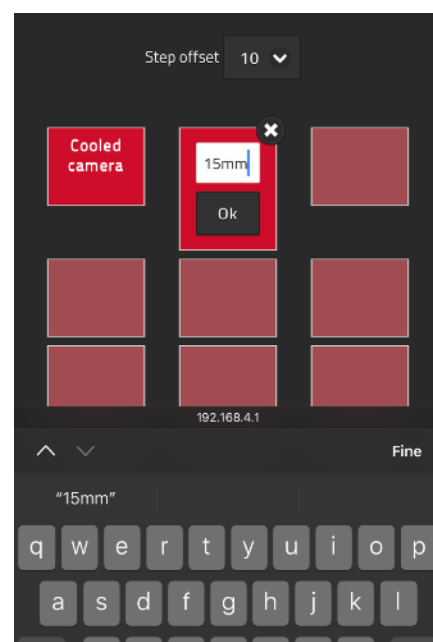 Step offset 10
Cooled
camera
15mm
Ok
192.168.4.1
Fine
“15mm”
q w e r t y u i o p
a s d f g h j k l